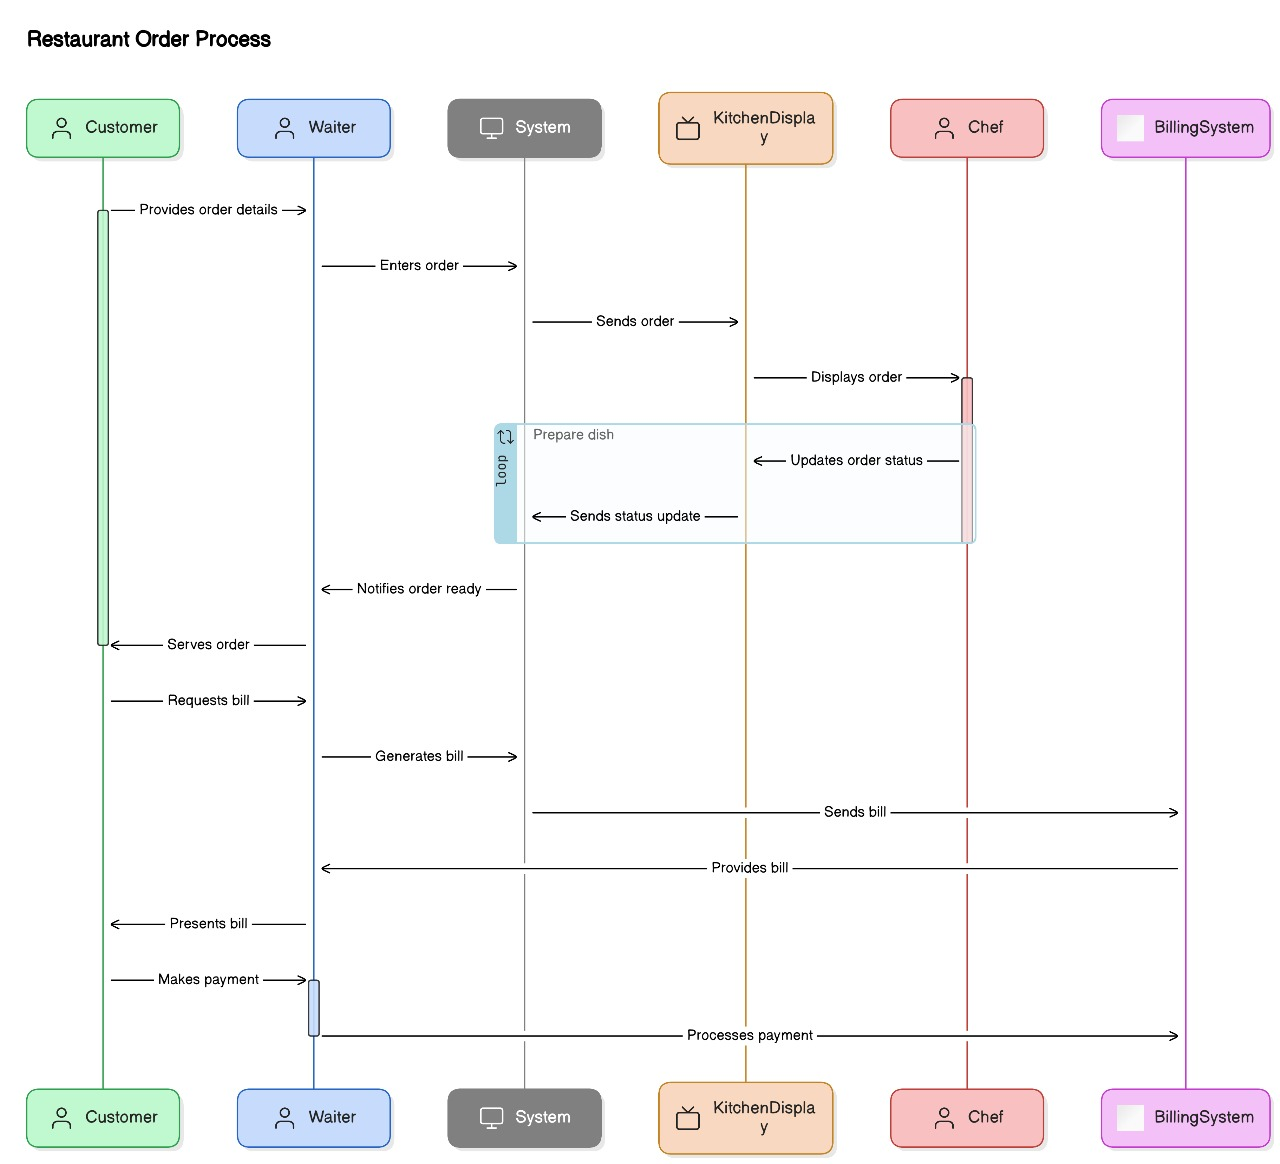 Restaurant Order Process
Customer
Waiter
System
KitchenDispla
y
Chef
BillingSystem
Provides order details
Enters order
Sends order
Displays order
loop
Prepare dish
Updates order status
Sends status update
Notifies order ready
Serves order
Requests bill
Generates bill
Sends bill
Provides bill
Presents bill
Makes payment
Processes payment
Customer
Waiter
System
KitchenDispla
y
Chef
BillingSystem